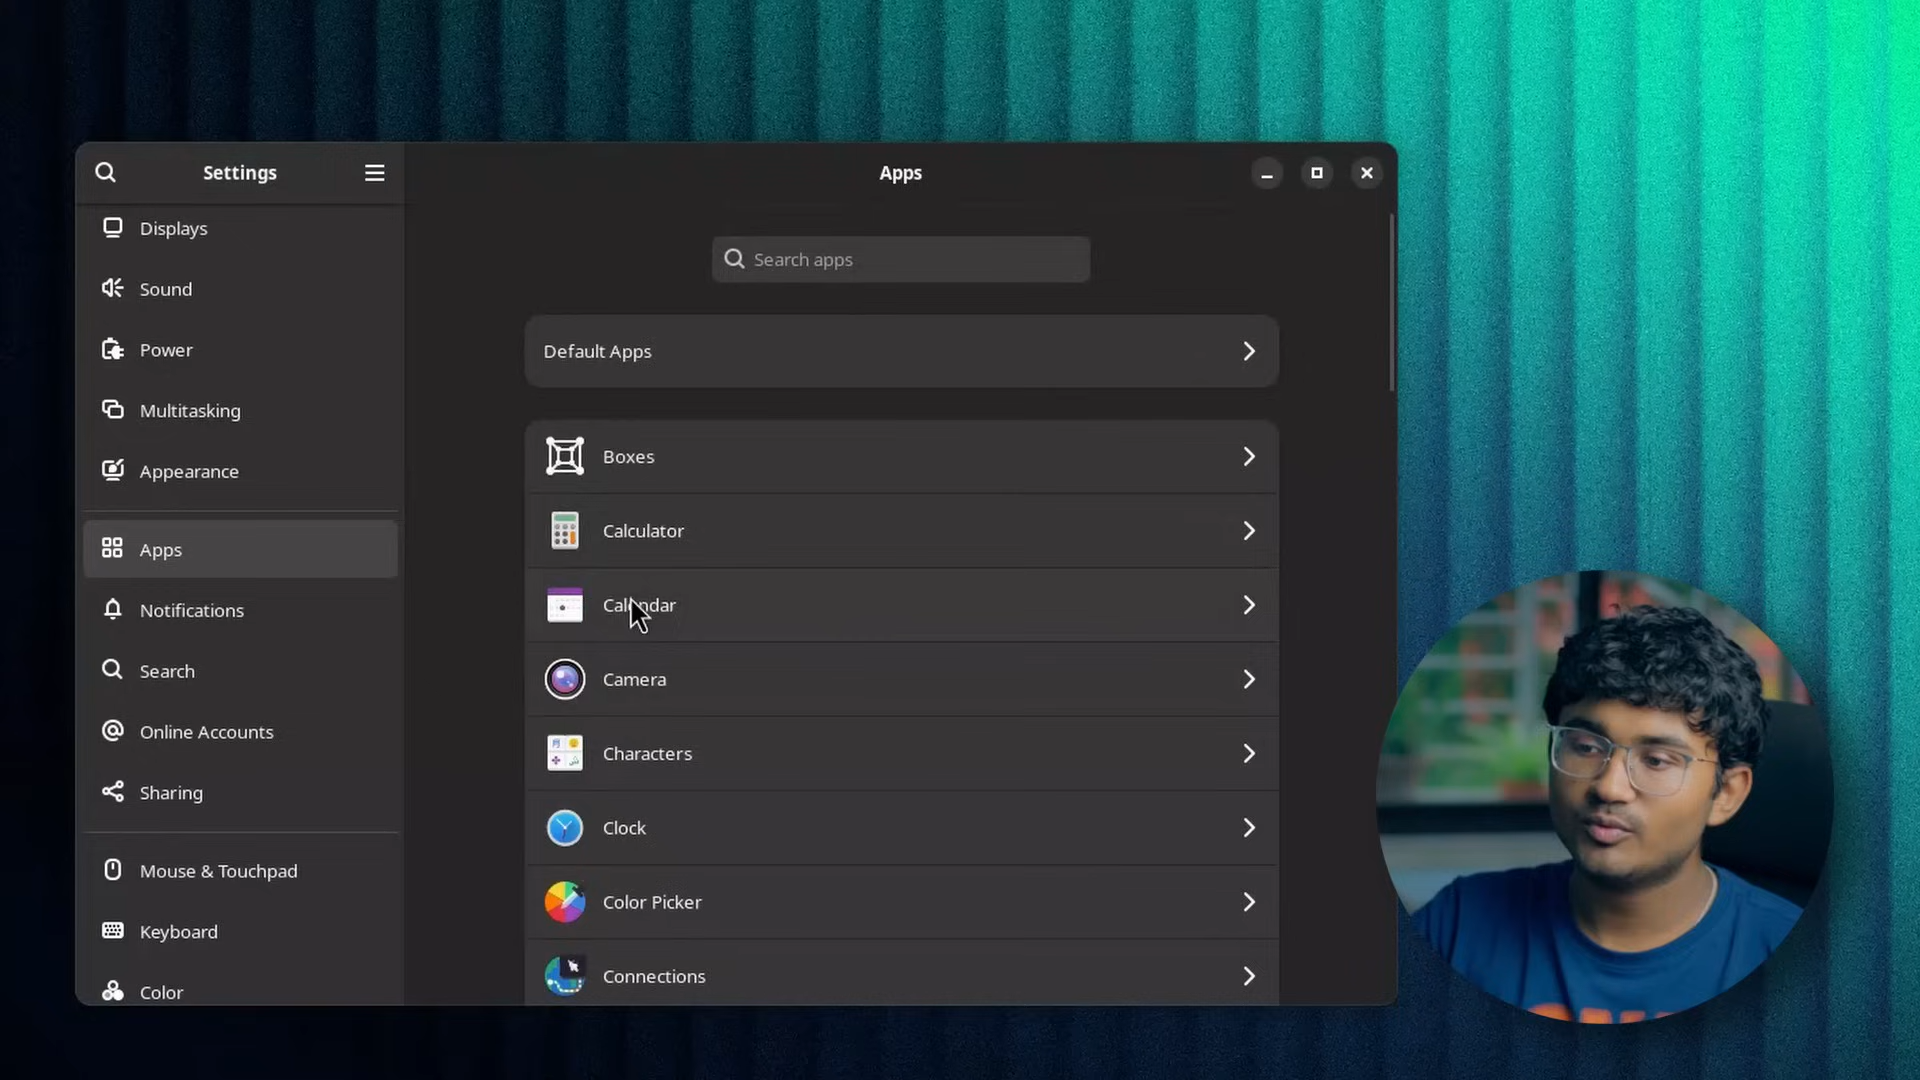 Settings
Apps
Displays
Sound
Power
Multitasking
Appearance
Apps
Notifications
Search
Online Accounts
Sharing
Mouse & Touchpad
Keyboard
Color
Search apps
Default Apps
Boxes
Calculator
Calendar
Camera
Characters
Clock
Color Picker
Connections